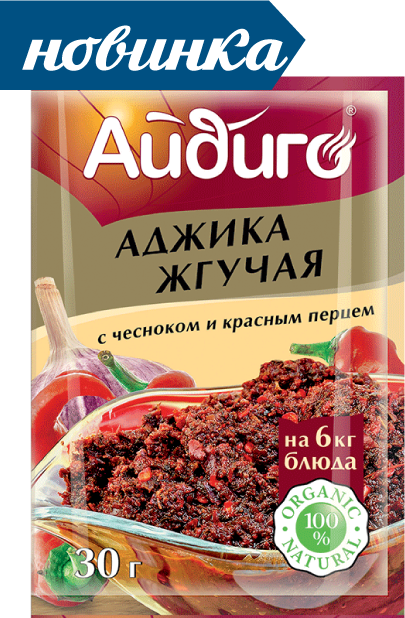 новинка
Айдиго®
АДЖИКА
ЖГУЧАЯ
с чесноком и красным перцем
на 6 кг
блюда
ORGANIC
100%
NATURAL
30 г